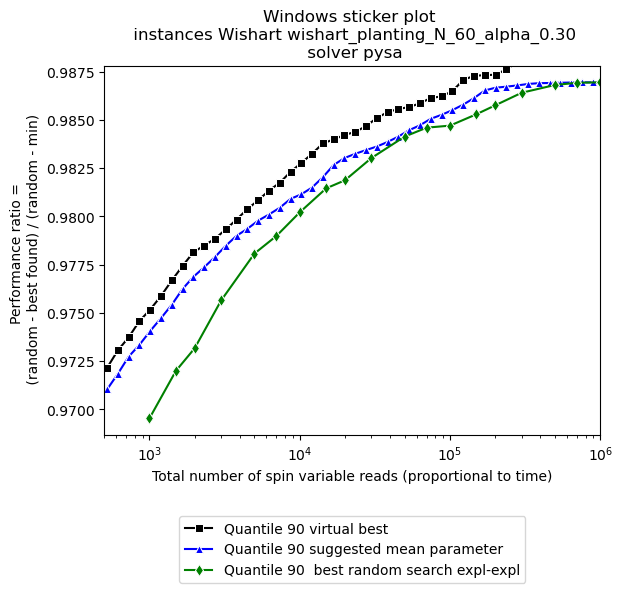 Windows sticker plot
instances Wishart wishart_planting_N_60_alpha_0.30
solver pysa
Performance ratio =
(random - best found) / (random - min)
0.9875
0.9850
0.9825
0.9800
0.9775
0.9750
0.9725
0.9700
10³
10⁴
10⁵
10⁶
Total number of spin variable reads (proportional to time)
Quantile 90 virtual best
Quantile 90 suggested mean parameter
Quantile 90  best random search expl-expl